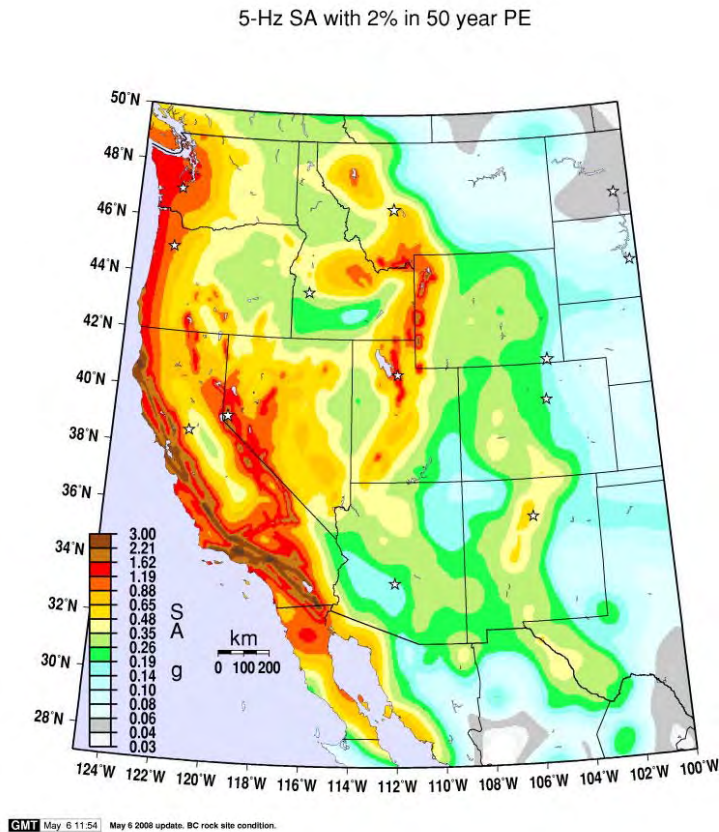 5-Hz SA with 2% in 50 year PE
50˚N
48˚N
46˚N
44˚N
42˚N
40˚N
38˚N
36˚N
34˚N
32˚N
30˚N
28˚N
3.00
2.21
1.62
1.19
0.88
0.65
0.48
0.35
0.26
0.19
0.14
0.10
0.08
0.06
0.04
0.03
S
A
g
km
0 100 200
124˚W 122˚W 120˚W 118˚W 116˚W 114˚W 112˚W 110˚W 108˚W 106˚W 104˚W 102˚W 100˚W
GMT May 6 11:54 May 6 2008 update. BC rock site condition.